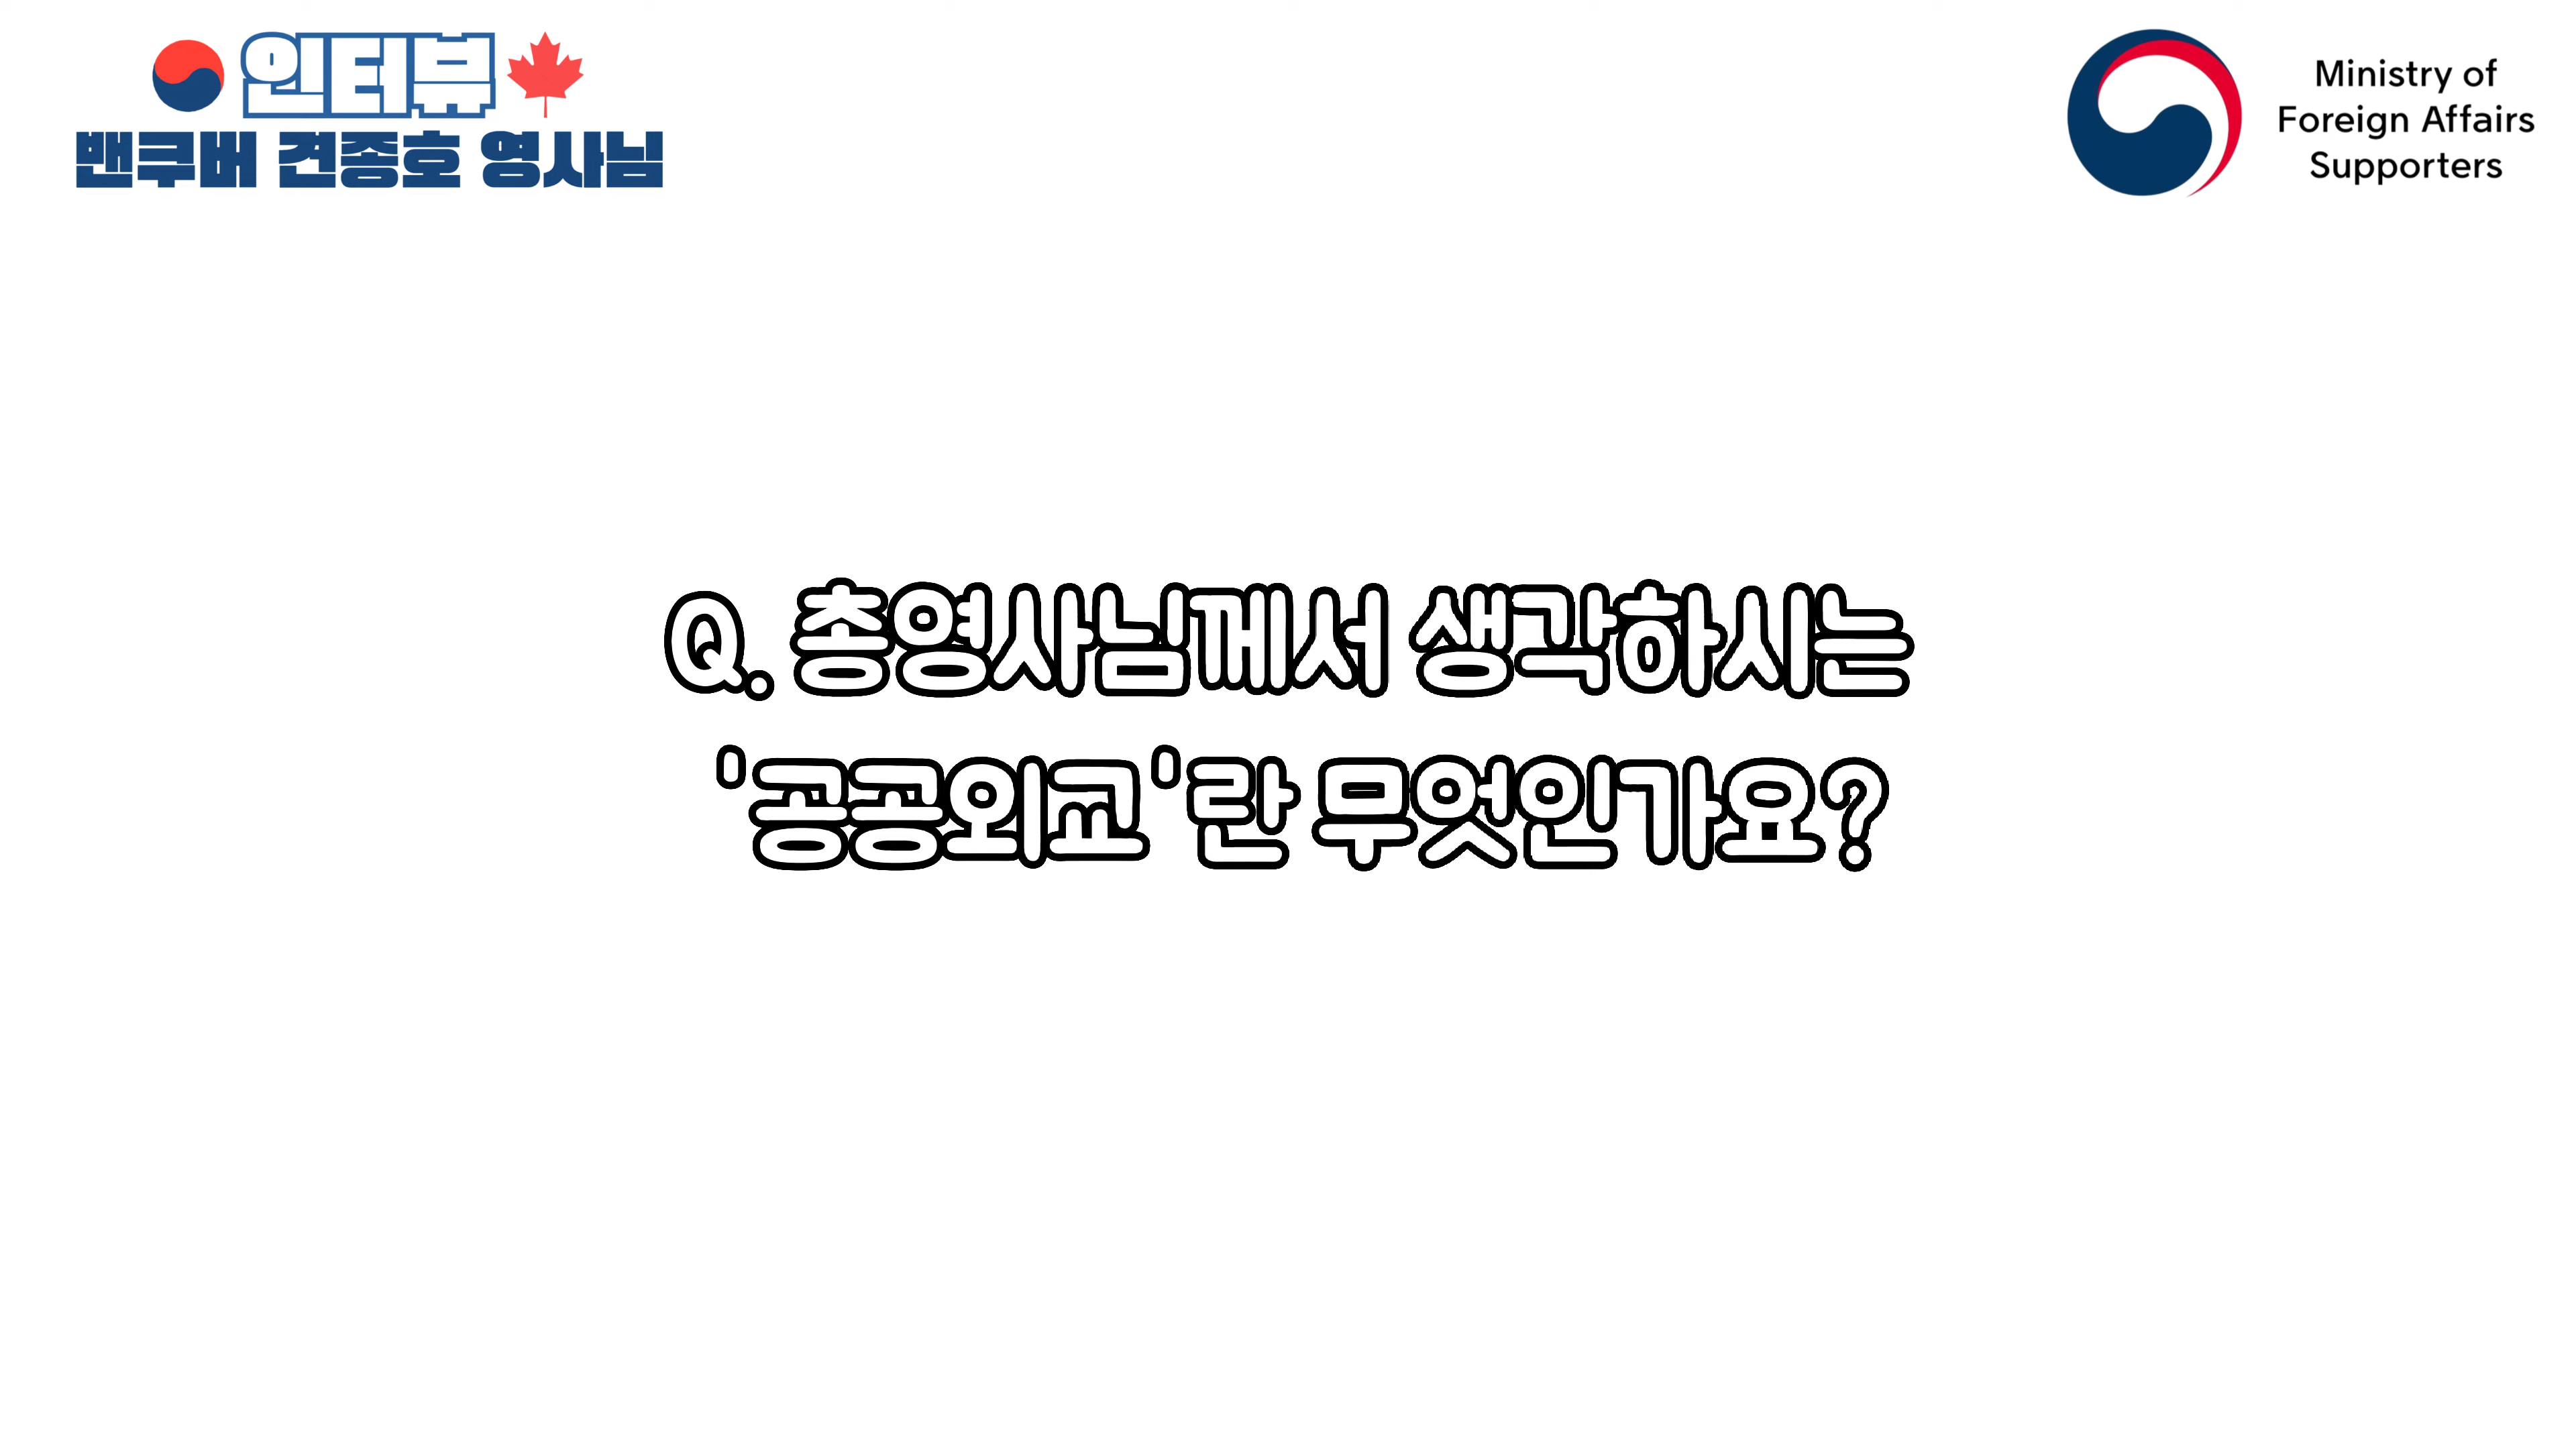 인터뷰
밴쿠버 견종호 영사님
Ministry of
Foreign Affairs
Supporters
Q. 총영사님께서 생각하시는
'공공외교'란 무엇인가요?